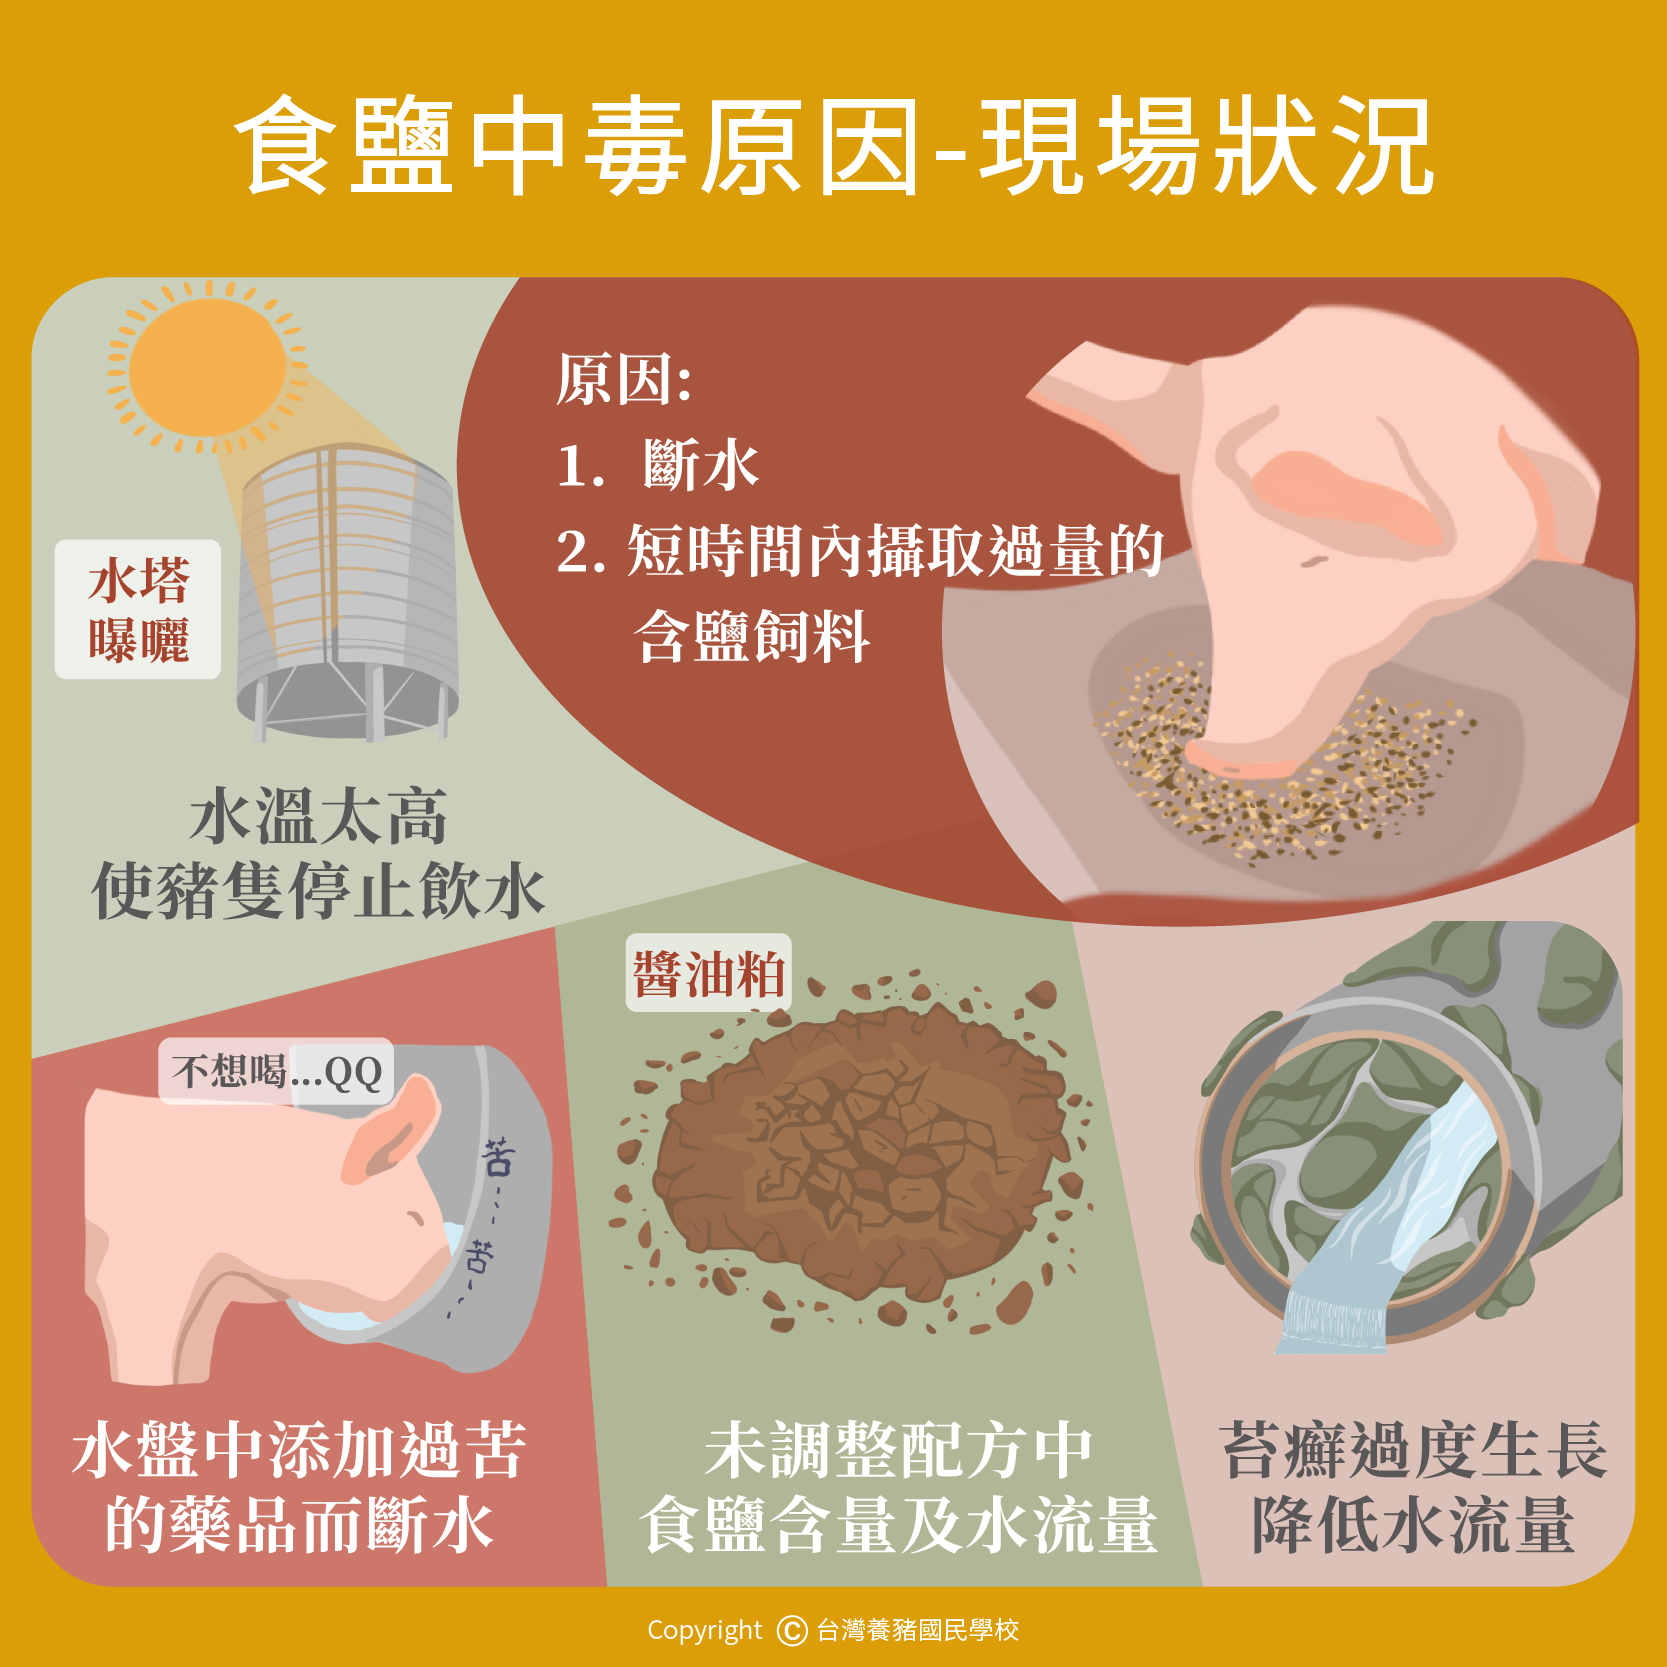 食鹽中毒原因-現場狀況
原因:
1. 斷水
2. 短時間內攝取過量的
含鹽飼料
水塔
曝曬
水溫太高
使豬隻停止飲水
不想喝...QQ
苦
苦
水盤中添加過苦
的藥品而斷水
醬油粕
未調整配方中
食鹽含量及水流量
苔癬過度生長
降低水流量
Copyright © 台灣養豬國民學校